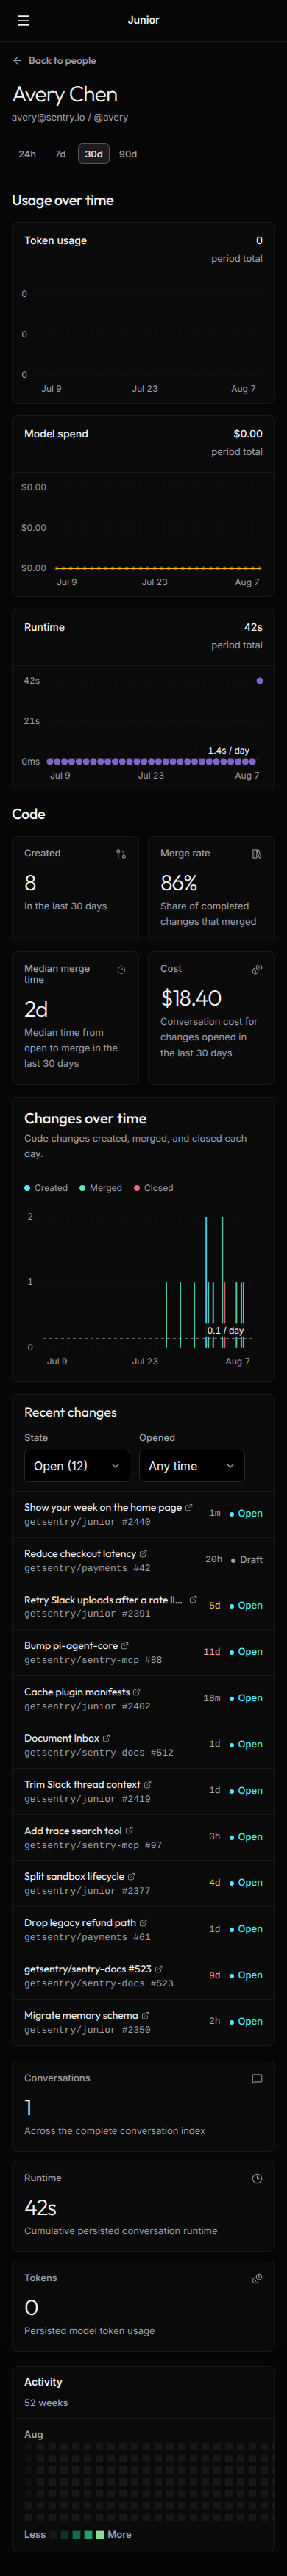 Junior
Back to people
Avery Chen
avery@sentry.io / @avery
24h 7d 30d 90d
Usage over time
Token usage 0
period total
0
0
0
Jul 9 Jul 23 Aug 7
Model spend $0.00
period total
$0.00
$0.00
$0.00
Jul 9 Jul 23 Aug 7
Runtime 42s
period total
42s
21s
1.4s / day
0ms
Jul 9 Jul 23 Aug 7
Code
Created
8
In the last 30 days
Merge rate
86%
Share of completed
changes that merged
Median merge
time
2d
Median time from
open to merge in the
last 30 days
Cost
$18.40
Conversation cost for
changes opened in
the last 30 days
Changes over time
Code changes created, merged, and closed each
day.
Created Merged Closed
2
1
0.1 / day
0
Jul 9 Jul 23 Aug 7
Recent changes
State Opened
Open (12) Any time
Show your week on the home page 1m Open
getsentry/junior #2440
Reduce checkout latency 20h Draft
getsentry/payments #42
Retry Slack uploads after a rate li... 5d Open
getsentry/junior #2391
Bump pi-agent-core 11d Open
getsentry/sentry-mcp #88
Cache plugin manifests 18m Open
getsentry/junior #2402
Document Inbox 1d Open
getsentry/sentry-docs #512
Trim Slack thread context 1d Open
getsentry/junior #2419
Add trace search tool 3h Open
getsentry/sentry-mcp #97
Split sandbox lifecycle 4d Open
getsentry/junior #2377
Drop legacy refund path 1d Open
getsentry/payments #61
getsentry/sentry-docs #523 9d Open
getsentry/sentry-docs #523
Migrate memory schema 2h Open
getsentry/junior #2350
Conversations
1
Across the complete conversation index
Runtime
42s
Cumulative persisted conversation runtime
Tokens
0
Persisted model token usage
Activity
52 weeks
Aug
Less More